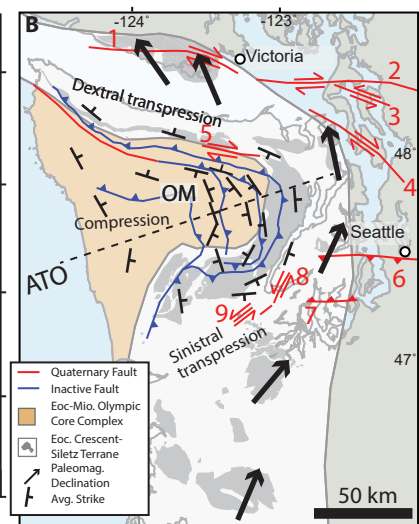 B
-124
-123
1
Victoria
2
Dextral transpression
3
5
48
4
OM
Compression
Seattle
ATO
8
6
9
7
Sinistral
transpression
47
Quaternary Fault
Inactive Fault
Eoc-Mio. Olympic
Core Complex
Eoc. Crescent-
Siletz Terrane
Paleomag.
Declination
Avg. Strike
50 km